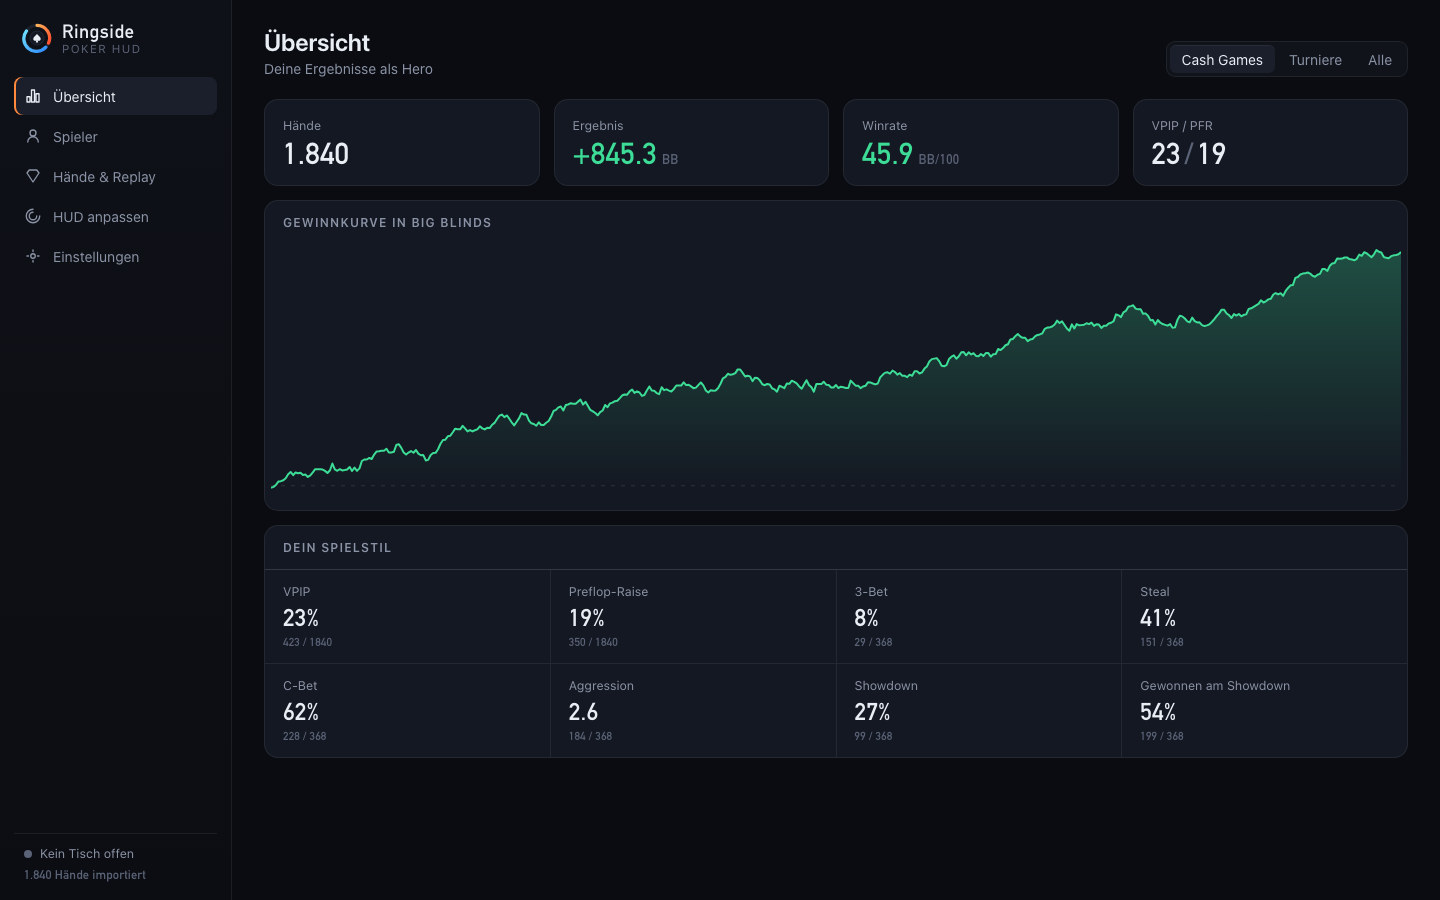 Ringside
POKER HUD
Übersicht
Spieler
Hände & Replay
HUD anpassen
Einstellungen
Kein Tisch offen
1.840 Hände importiert
Übersicht
Deine Ergebnisse als Hero
Cash Games Turniere Alle
Hände
1.840
Ergebnis
+845.3 BB
Winrate
45.9 BB/100
VPIP / PFR
23 / 19
GEWINNKURVE IN BIG BLINDS
DEIN SPIELSTIL
VPIP
23%
423 / 1840
Preflop-Raise
19%
350 / 1840
3-Bet
8%
29 / 368
Steal
41%
151 / 368
C-Bet
62%
228 / 368
Aggression
2.6
184 / 368
Showdown
27%
99 / 368
Gewonnen am Showdown
54%
199 / 368